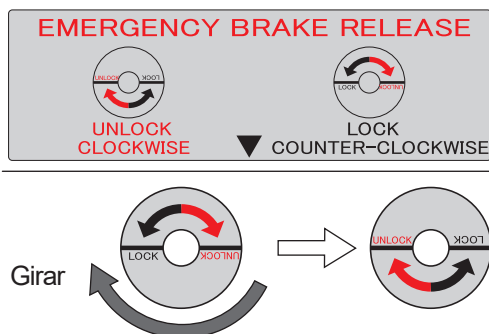 EMERGENCY BRAKE RELEASE
UNLOCK LOCK
LOCK UNLOCK
UNLOCK
CLOCKWISE
LOCK
COUNTER-CLOCKWISE
Girar
LOCK UNLOCK
UNLOCK LOCK